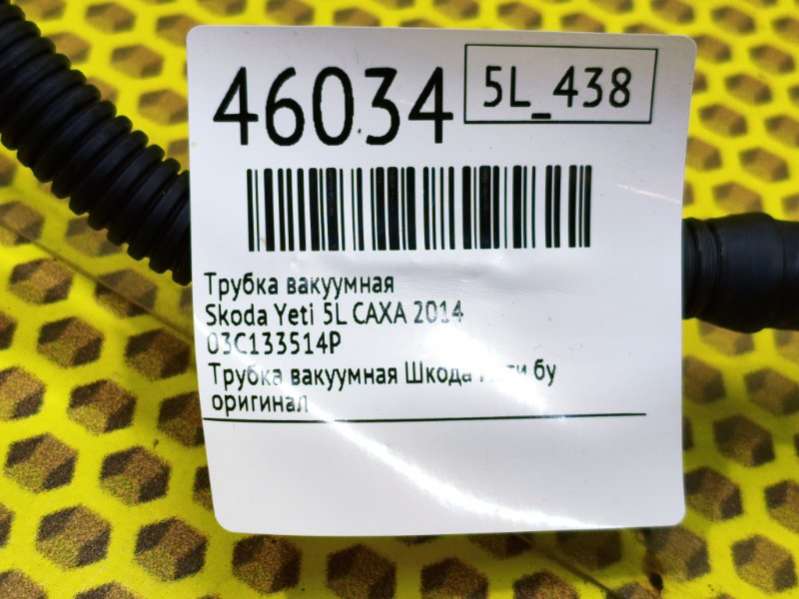 46034
5L_438
Трубка вакуумная
Skoda Yeti 5L CAXA 2014
03C133514P
Трубка вакуумная Шкода бу
оригинал